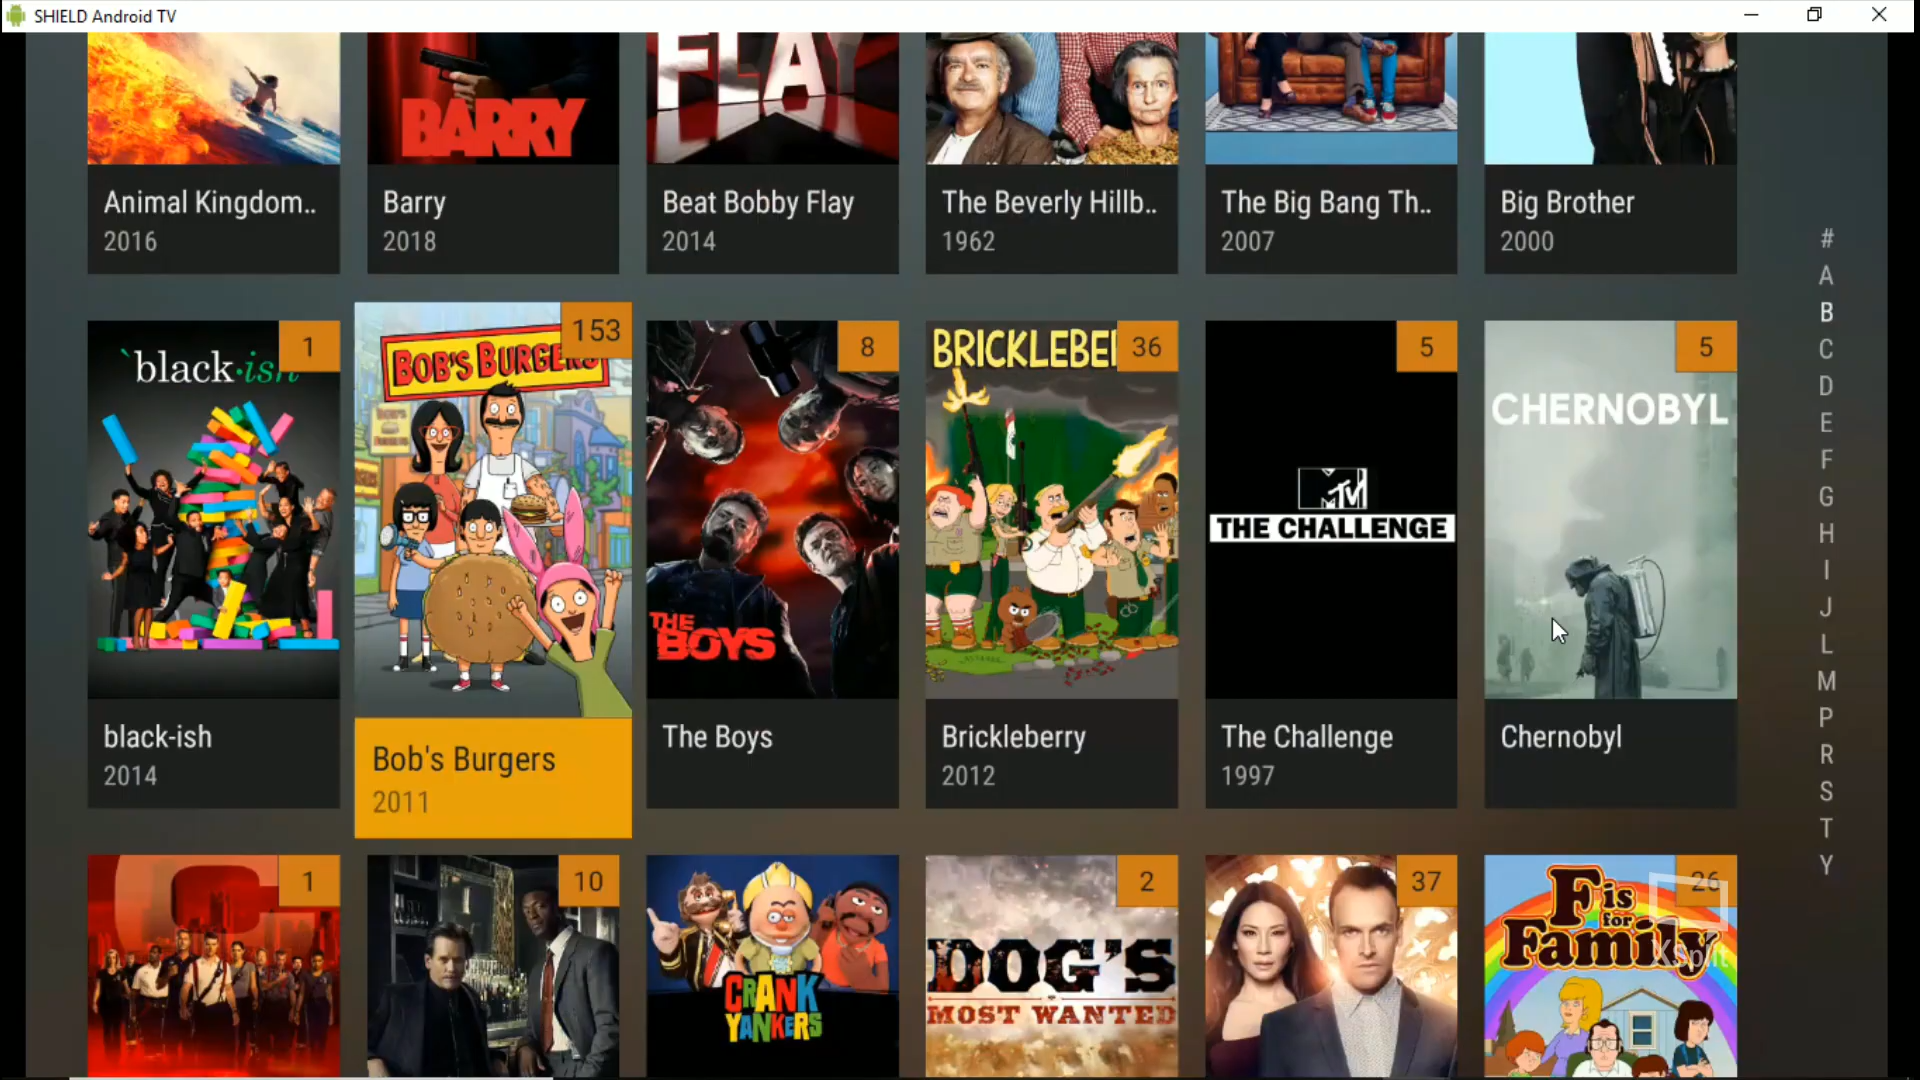 SHIELD Android TV
BARRY
FLAY
Animal Kingdom..
2016
Barry
2018
Beat Bobby Flay
2014
The Beverly Hillb..
1962
The Big Bang Th..
2007
Big Brother
2000
#
A
B
C
D
E
F
G
H
I
J
L
M
P
R
S
T
Y
`black·ish
1
BOB'S BURGERS
153
8
THE
BOYS
BRICKLEBE
36
MTV
THE CHALLENGE
5
CHERNOBYL
5
black-ish
2014
Bob's Burgers
2011
The Boys
Brickleberry
2012
The Challenge
1997
Chernobyl
1
10
CRANK
YANKERS
DOG'S
MOST WANTED
2
37
F is
for
Family
26
XSplit